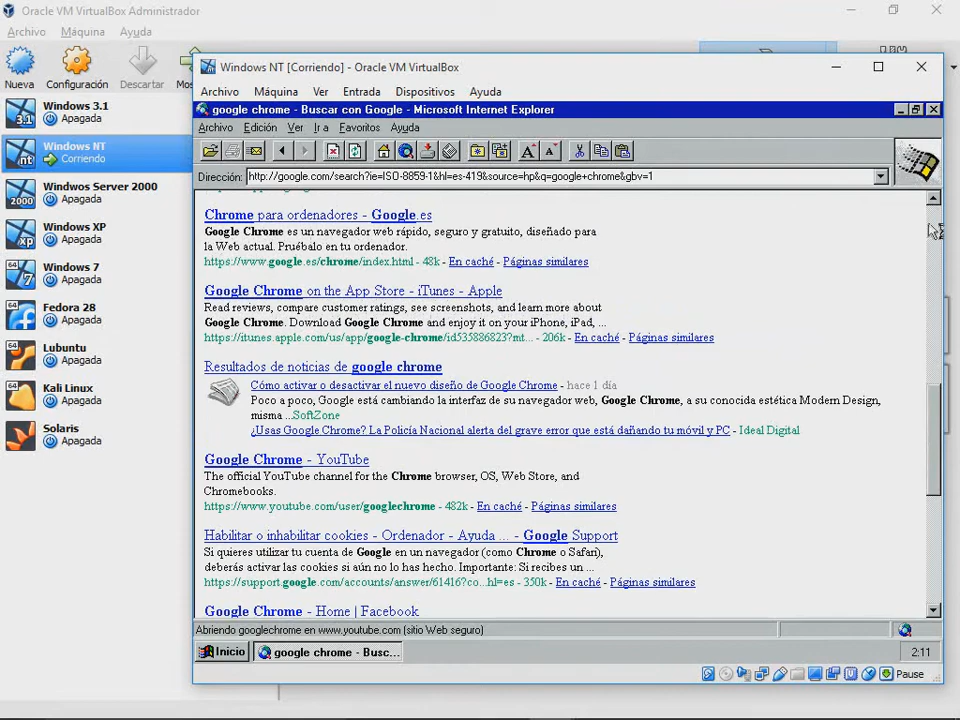 Oracle VM VirtualBox Administrador
Archivo Máquina Ayuda
Nueva Configuración Descartar Mos
Windows 3.1
Apagada
Windows NT
Corriendo
Windwos Server 2000
Apagada
Windows XP
Apagada
Windows 7
Apagada
Fedora 28
Apagada
Lubuntu
Apagada
Kali Linux
Apagada
Solaris
Apagada
Windows NT [Corriendo] - Oracle VM VirtualBox
Archivo Máquina Ver Entrada Dispositivos Ayuda
google chrome - Buscar con Google - Microsoft Internet Explorer
Archivo Edición Ver Ir a Favoritos Ayuda
Dirección: http://google.com/search?ie=ISO-8859-1&hl=es-419&source=hp&q=google+chrome&gbv=1
Chrome para ordenadores - Google.es
Google Chrome es un navegador web rápido, seguro y gratuito, diseñado para
la Web actual. Pruébalo en tu ordenador.
https://www.google.es/chrome/index.html - 48k - En caché - Páginas similares
Google Chrome on the App Store - iTunes - Apple
Read reviews, compare customer ratings, see screenshots, and learn more about
Google Chrome. Download Google Chrome and enjoy it on your iPhone, iPad, ...
https://itunes.apple.com/us/app/google-chrome/id535886823?mt... - 206k - En caché - Páginas similares
Resultados de noticias de google chrome
Cómo activar o desactivar el nuevo diseño de Google Chrome - hace 1 día
Poco a poco, Google está cambiando la interfaz de su navegador web, Google Chrome, a su conocida estética Modern Design,
misma ...SoftZone
¿Usas Google Chrome? La Policía Nacional alerta del grave error que está dañando tu móvil y PC - Ideal Digital
Google Chrome - YouTube
The official YouTube channel for the Chrome browser, OS, Web Store, and
Chromebooks.
https://www.youtube.com/user/googlechrome - 482k - En caché - Páginas similares
Habilitar o inhabilitar cookies - Ordenador - Ayuda ... - Google Support
Si quieres utilizar tu cuenta de Google en un navegador (como Chrome o Safari),
deberás activar las cookies si aún no lo has hecho. Importante: Si recibes un ...
https://support.google.com/accounts/answer/61416?co...hl=es - 350k - En caché - Páginas similares
Google Chrome - Home | Facebook
Abriendo googlechrome en www.youtube.com (sitio Web seguro)
Inicio google chrome - Busc... 2:11
Pause